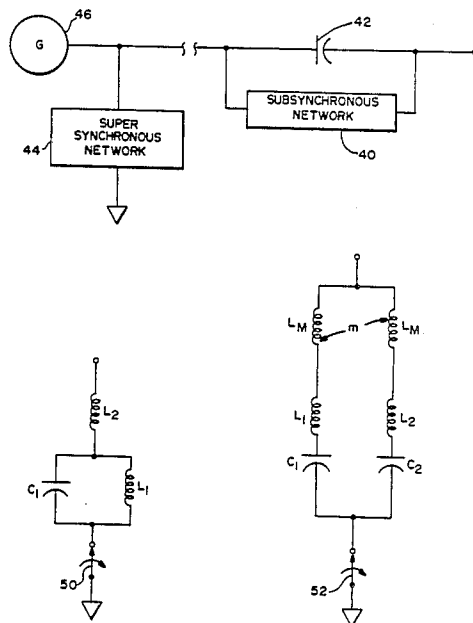 46
G
42
SUPER
SYNCHRONOUS
NETWORK
44
SUBSYNCHRONOUS
NETWORK
40
LM m LM
L2
L1 L2
C1 L1
C1 C2
50
52